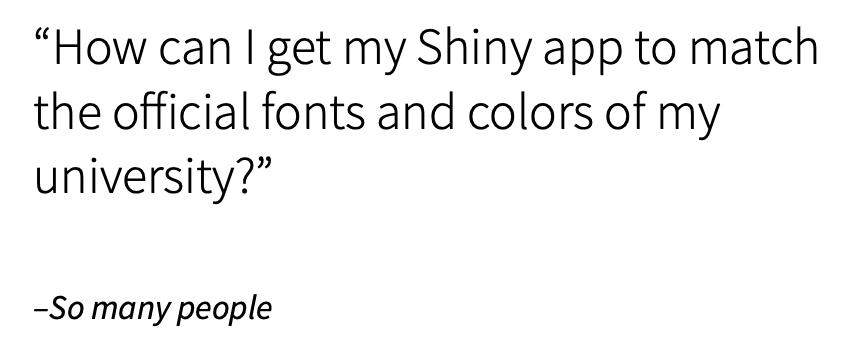 “How can I get my Shiny app to match
the official fonts and colors of my
university?”
–So many people